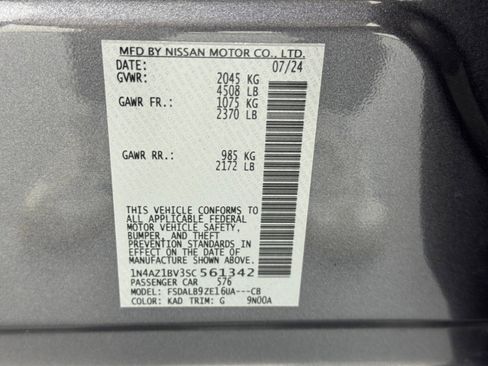 MFD BY NISSAN MOTOR CO., LTD.
DATE: 07/24
GVWR: 2045 KG
4508 LB
GAWR FR.: 1075 KG
2370 LB
GAWR RR.: 985 KG
2172 LB
THIS VEHICLE CONFORMS TO
ALL APPLICABLE FEDERAL
MOTOR VEHICLE SAFETY,
BUMPER, AND THEFT
PREVENTION STANDARDS IN
EFFECT ON THE DATE OF
MANUFACTURE SHOWN ABOVE.
1N4AZ1BV3SC561342
PASSENGER CAR 576
MODEL: FSDALB9ZE16UA---CB
COLOR: KAD TRIM: G 9N00A